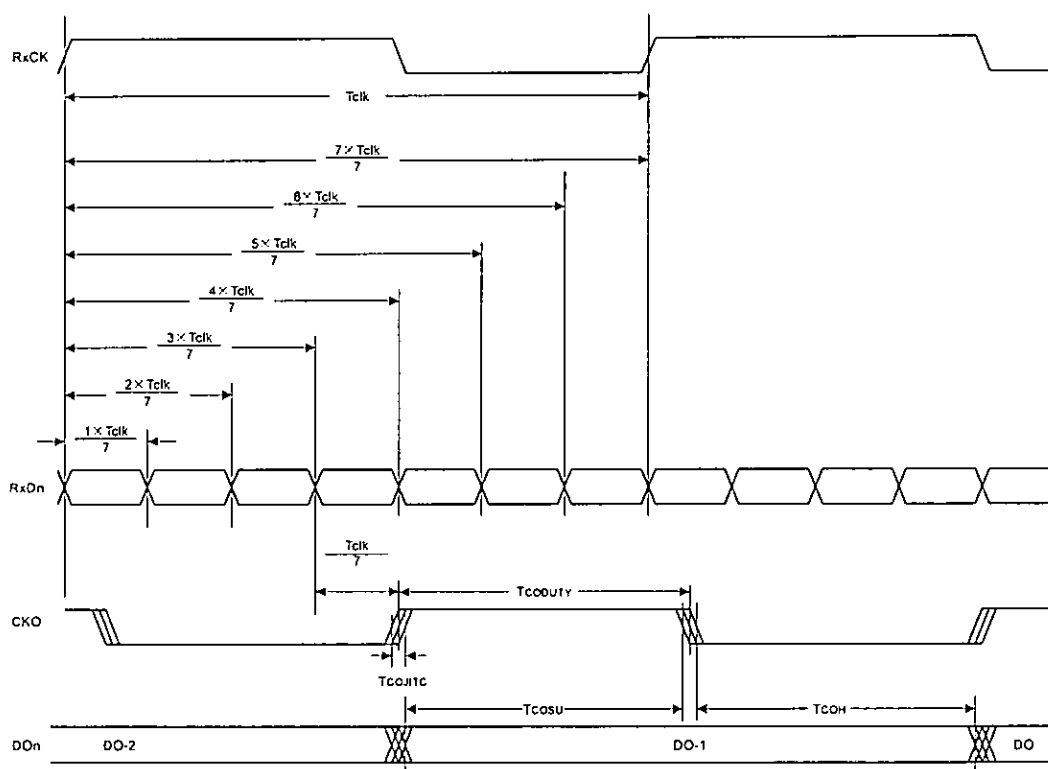 RxCK
Tclk
7 × Tclk
7
6 × Tclk
7
5 × Tclk
7
4 × Tclk
7
3 × Tclk
7
2 × Tclk
7
1 × Tclk
7
RxDn
Tclk
7
TCODUTY
CKO
TCOJITC
TCOSU
TCOH
DOn
DO-2
DO-1
DO